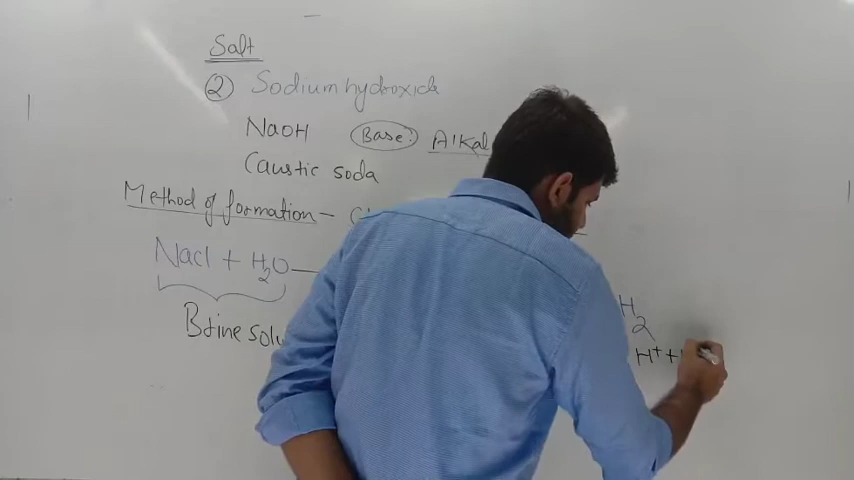 Salt
② Sodium hydroxide
NaOH Base? Alkal
Caustic soda
Method of formation –
Nacl + H2O —
H2
Brine solu
H+ +